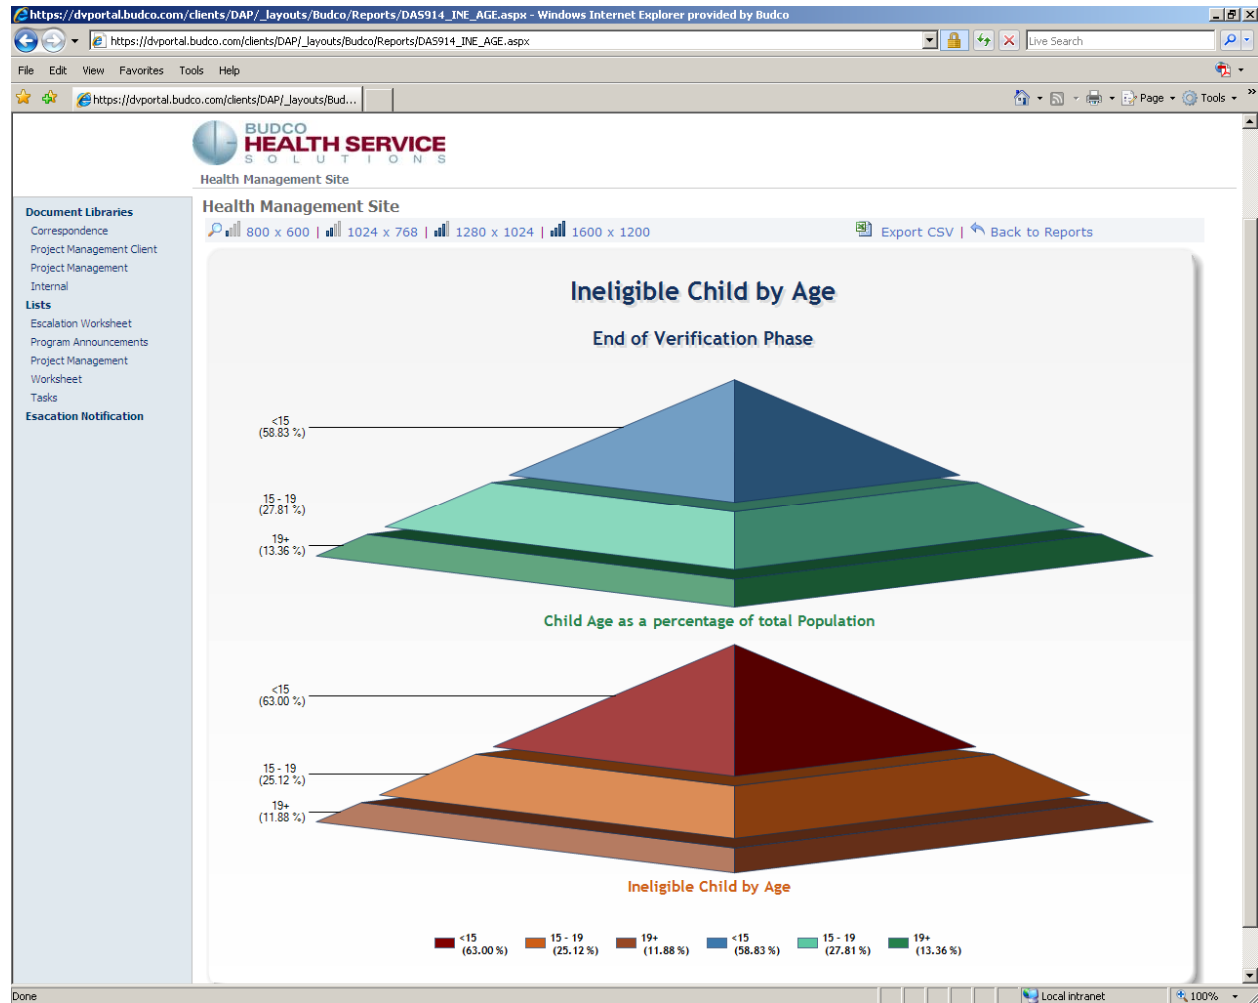 https://dvportal.budco.com/clients/DAP/_layouts/Budco/Reports/DAS914_INE_AGE.aspx - Windows Internet Explorer provided by Budco
https://dvportal.budco.com/clients/DAP/_layouts/Budco/Reports/DAS914_INE_AGE.aspx
Live Search
File Edit View Favorites Tools Help
https://dvportal.budco.com/clients/DAP/_layouts/Bud...
Page Tools »
BUDCO
HEALTH SERVICE
SOLUTIONS
Health Management Site
Document Libraries
Correspondence
Project Management Client
Project Management
Internal
Lists
Escalation Worksheet
Program Announcements
Project Management
Worksheet
Tasks
Esacation Notification
Health Management Site
800 x 600 | 1024 x 768 | 1280 x 1024 | 1600 x 1200
Export CSV | Back to Reports
Ineligible Child by Age
End of Verification Phase
<15
(58.83 %)
15 - 19
(27.81 %)
19+
(13.36 %)
Child Age as a percentage of total Population
<15
(63.00 %)
15 - 19
(25.12 %)
19+
(11.88 %)
Ineligible Child by Age
<15
(63.00 %)
15 - 19
(25.12 %)
19+
(11.88 %)
<15
(58.83 %)
15 - 19
(27.81 %)
19+
(13.36 %)
Done
Local intranet
100%